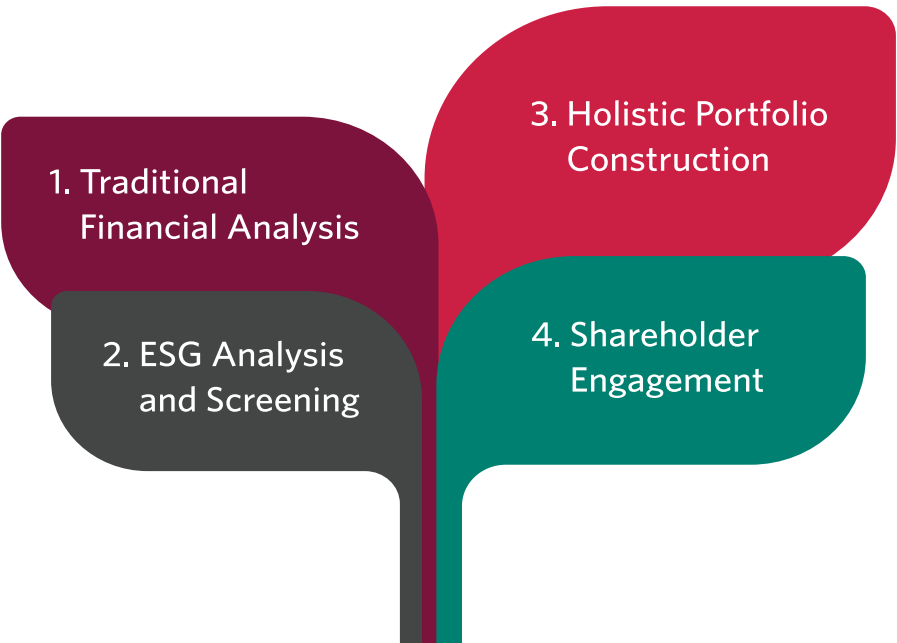 1. Traditional
Financial Analysis
2. ESG Analysis
and Screening
3. Holistic Portfolio
Construction
4. Shareholder
Engagement